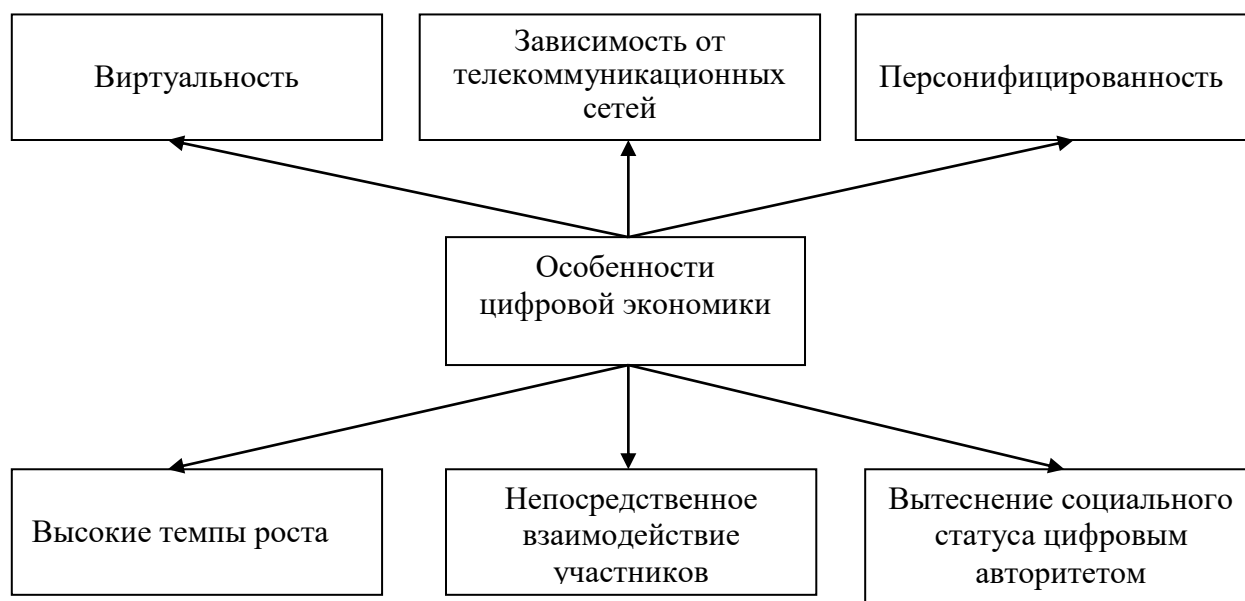 Виртуальность
Зависимость от
телекоммуникационных
сетей
Персонифицированность
Особенности
цифровой экономики
Высокие темпы роста
Непосредственное
взаимодействие
участников
Вытеснение социального
статуса цифровым
авторитетом